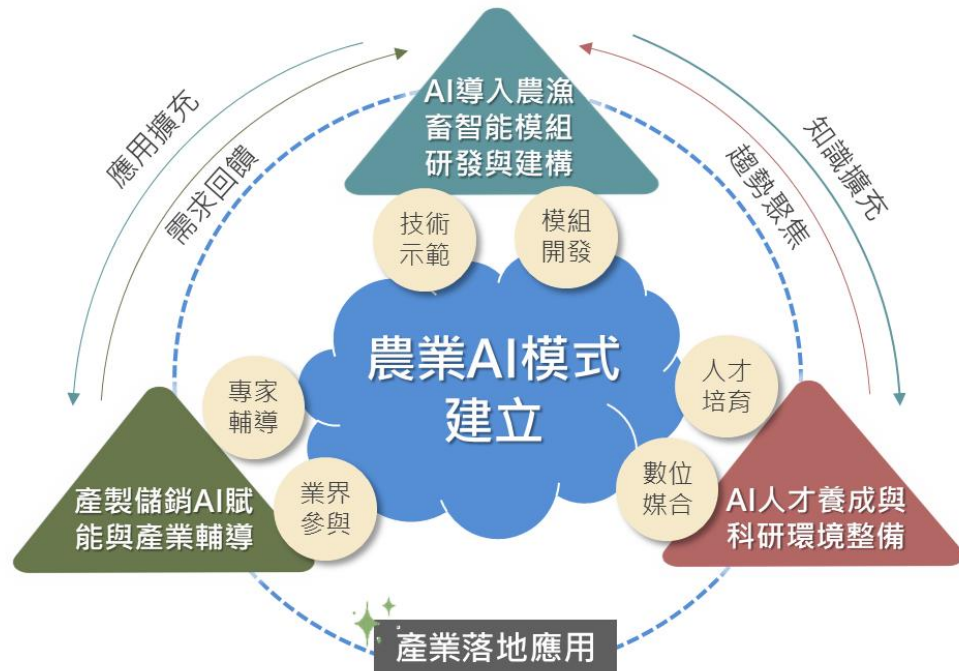 AI導入農漁
畜智能模組
研發與建構
應用擴充
需求回饋
知識擴充
趨勢聚焦
技術
示範
模組
開發
農業AI模式
建立
專家
輔導
業界
參與
人才
培育
數位
媒合
產製儲銷AI賦
能與產業輔導
AI人才養成與
科研環境整備
產業落地應用